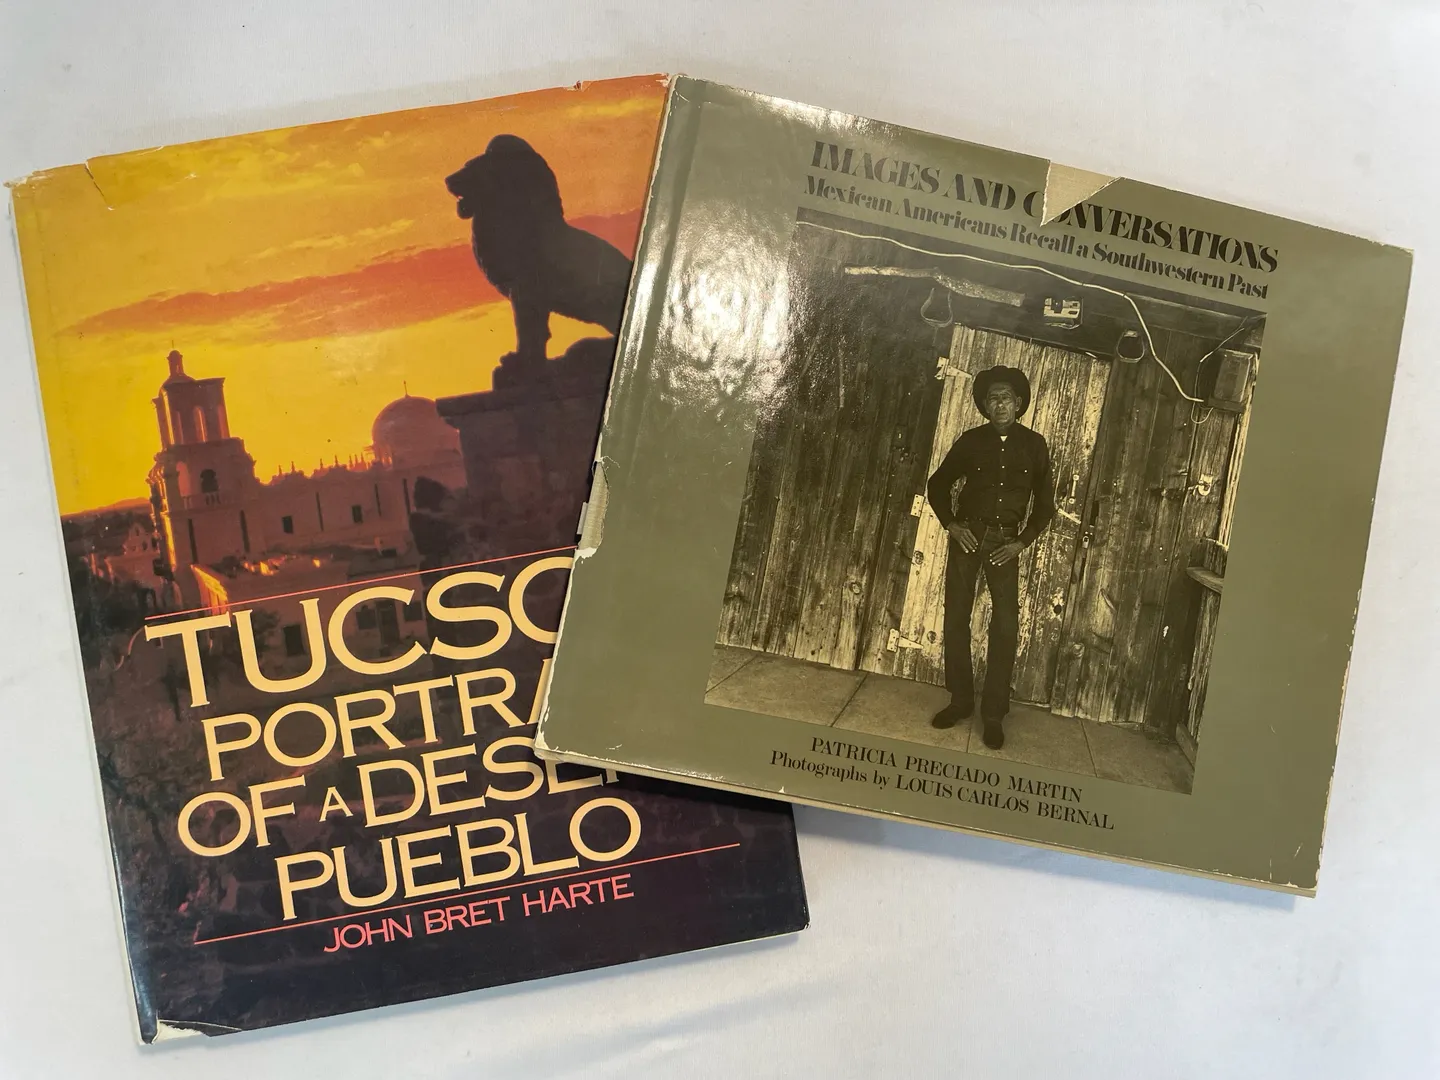 TUCSO
PORTRA
OF A DESE
PUEBLO
JOHN BRET HARTE
IMAGES AND CONVERSATIONS
Mexican Americans Recall a Southwestern Past
PATRICIA PRECIADO MARTIN
Photographs by LOUIS CARLOS BERNAL